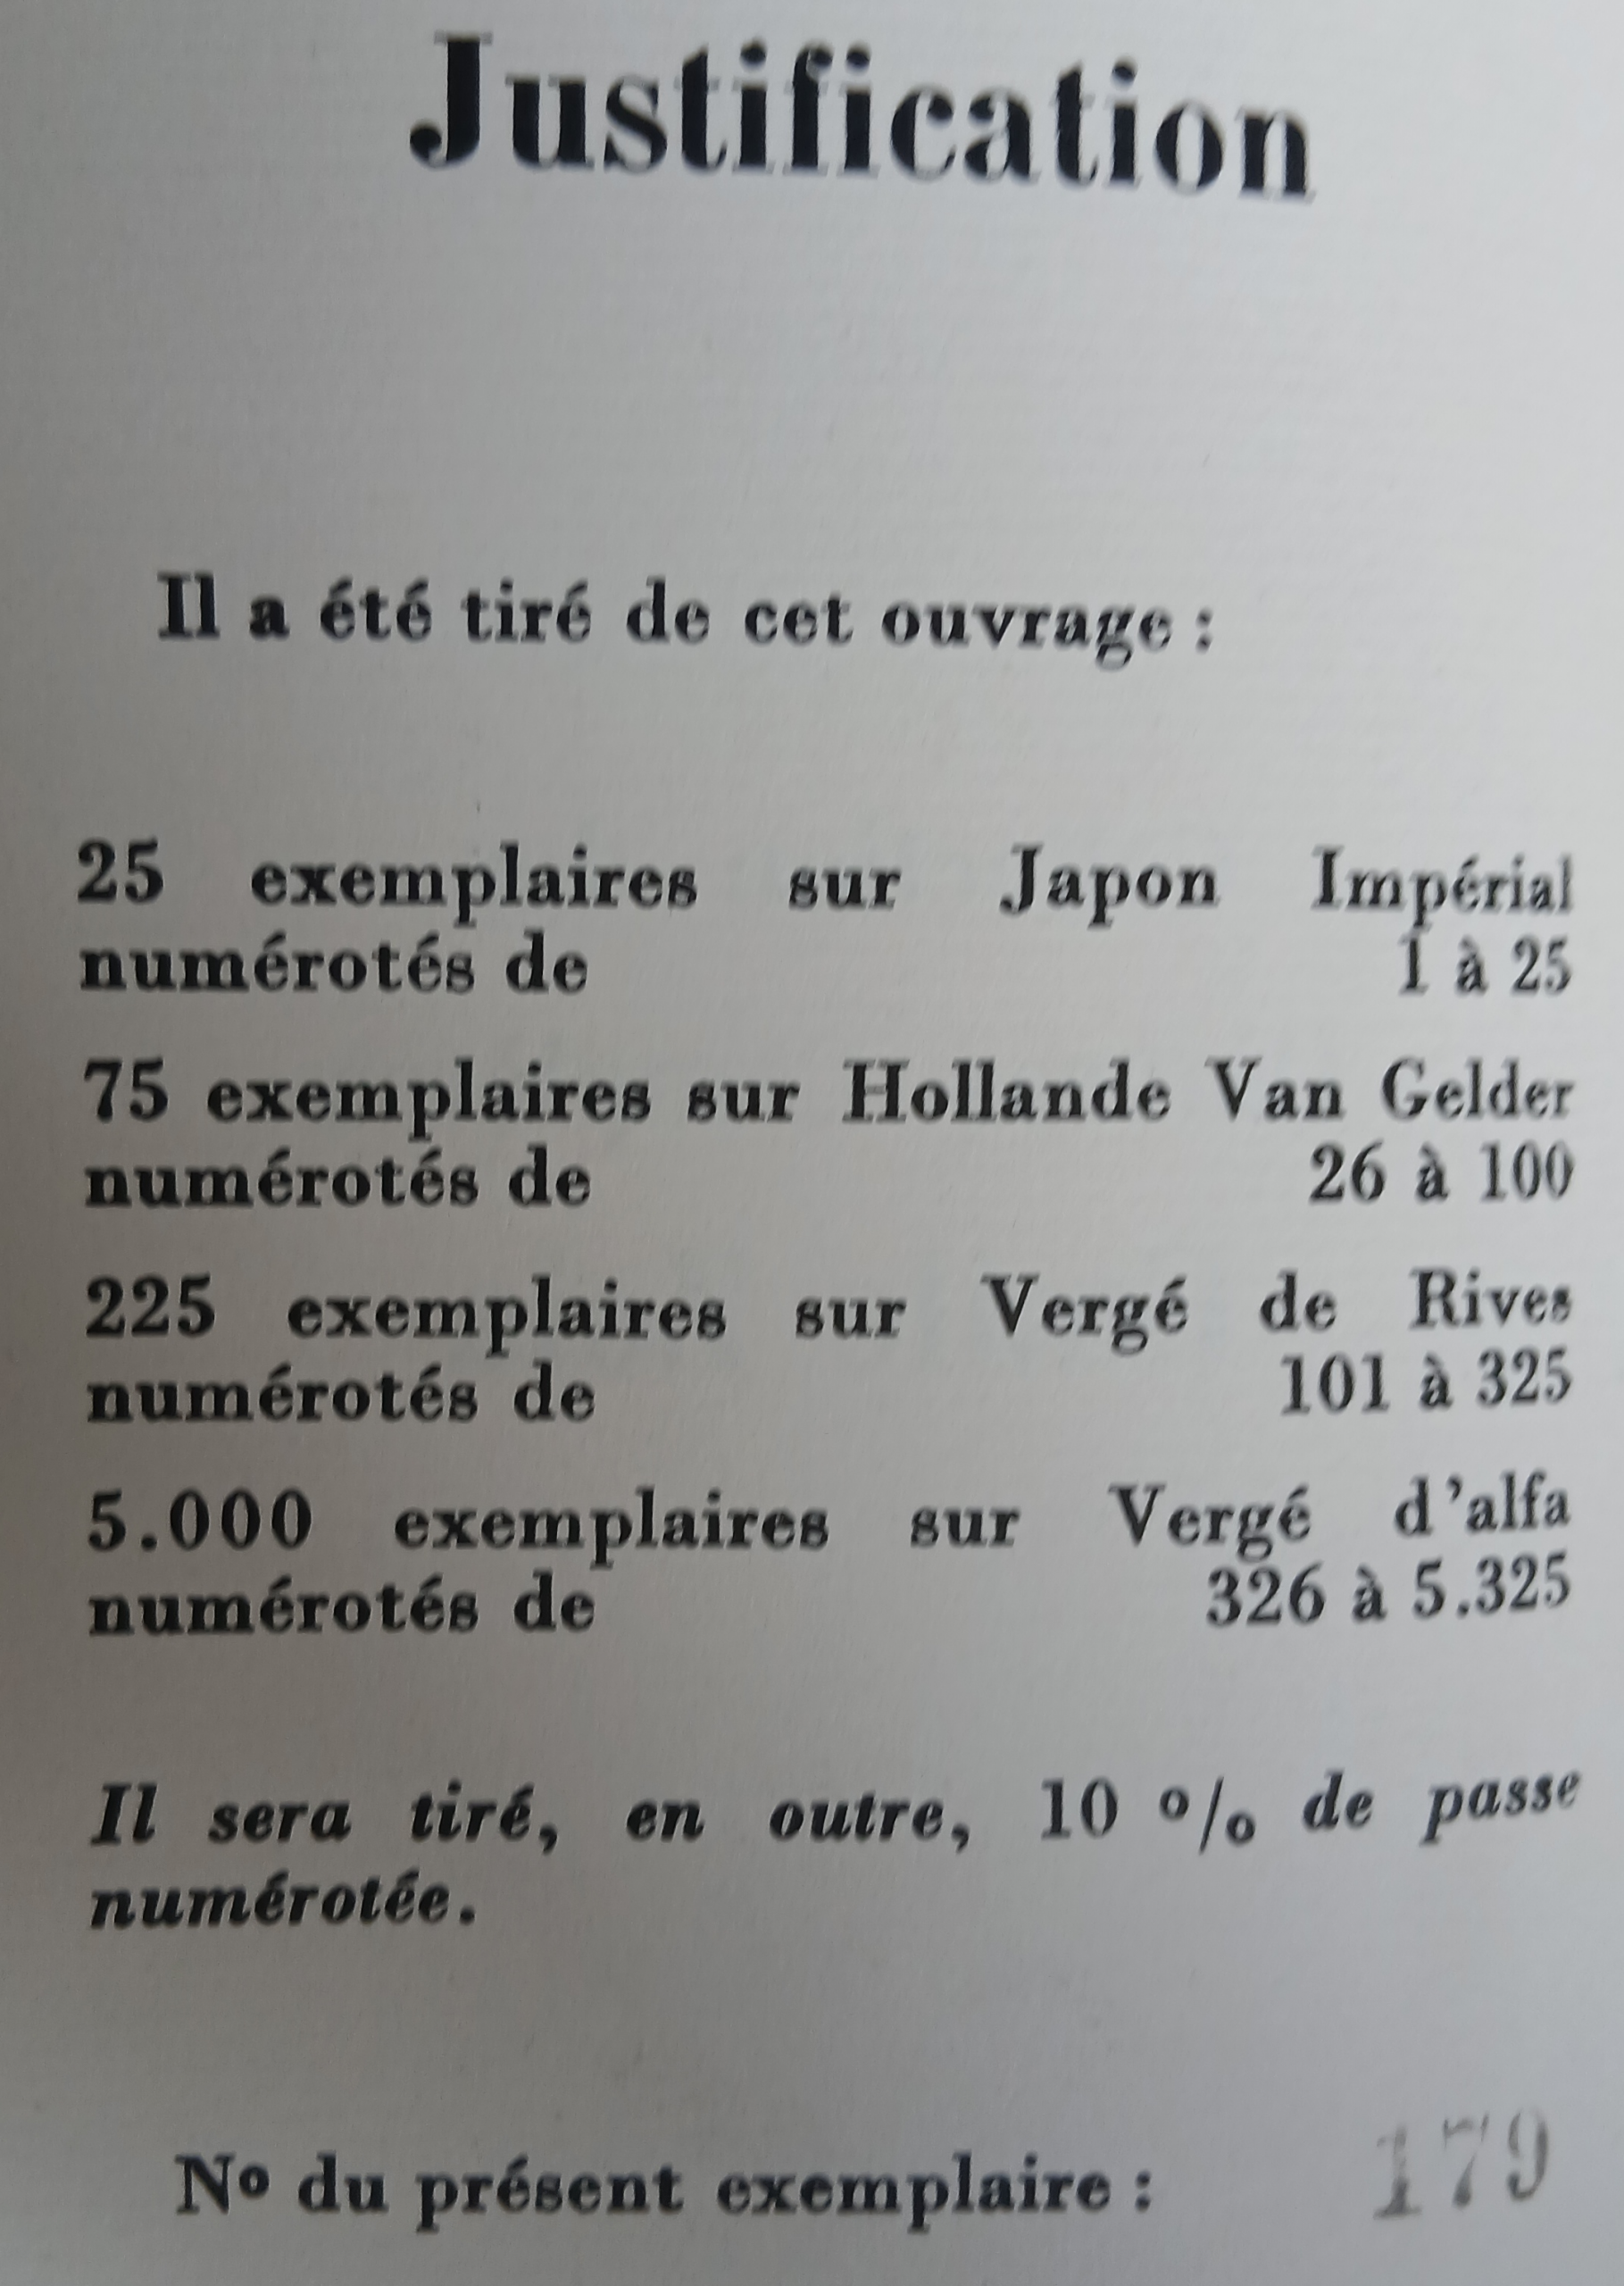 Justification
Il a été tiré de cet ouvrage :
25 exemplaires sur Japon Impérial
numérotés de 1 à 25
75 exemplaires sur Hollande Van Gelder
numérotés de 26 à 100
225 exemplaires sur Vergé de Rives
numérotés de 101 à 325
5.000 exemplaires sur Vergé d'alfa
numérotés de 326 à 5.325
Il sera tiré, en outre, 10 % de passe
numérotée.
Nº du présent exemplaire : 179